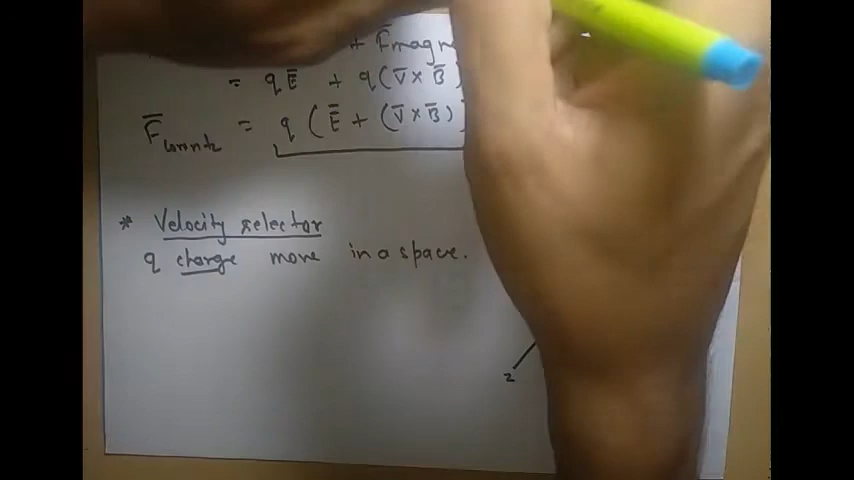 + F̄magn
= qĒ + q(V̄ × B̄)
F̄Lorentz = q (Ē + (V̄ × B̄)
* Velocity selector
q charge move in a space.
z